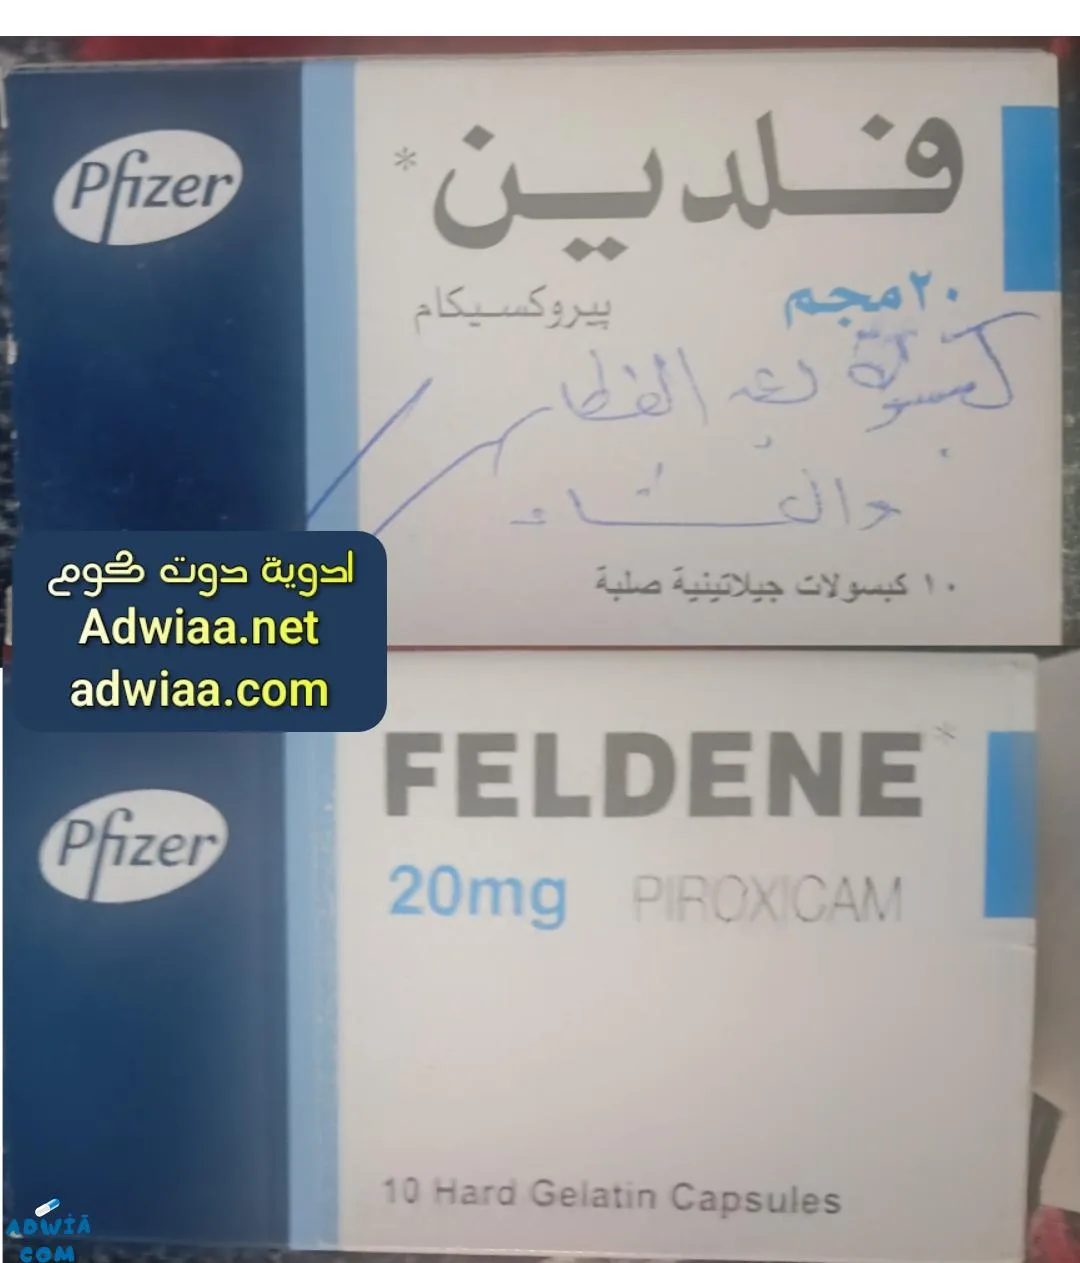 Pfizer
فلدين*
٢٠ مجم
بيروكسيكام
كبسولة بعد الفطار
والعشاء
١٠ كبسولات جيلاتينية صلبة
ادوية دوت كوم
Adwiaa.net
adwiaa.com
Pfizer
FELDENE*
20mg PIROXICAM
10 Hard Gelatin Capsules
ADWIA
COM